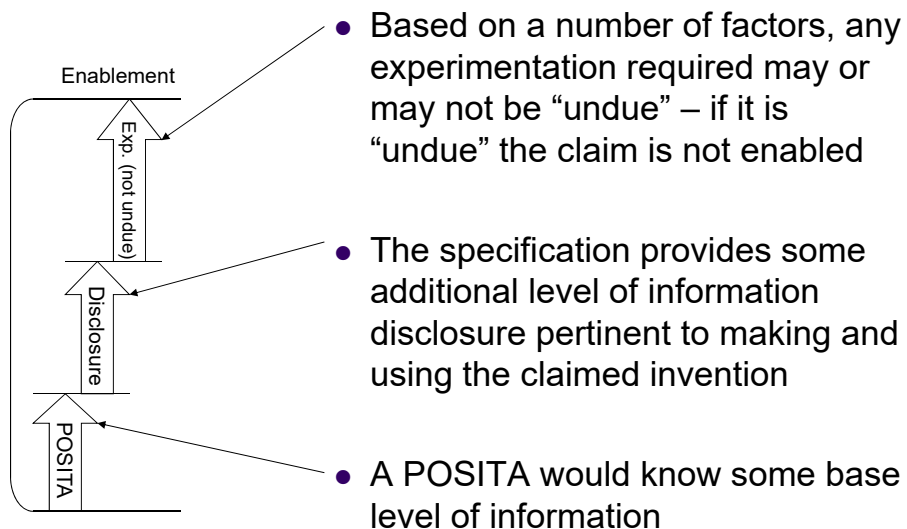 Enablement
Exp. (not undue)
Disclosure
POSITA
● Based on a number of factors, any
experimentation required may or
may not be “undue” – if it is
“undue” the claim is not enabled
● The specification provides some
additional level of information
disclosure pertinent to making and
using the claimed invention
● A POSITA would know some base
level of information